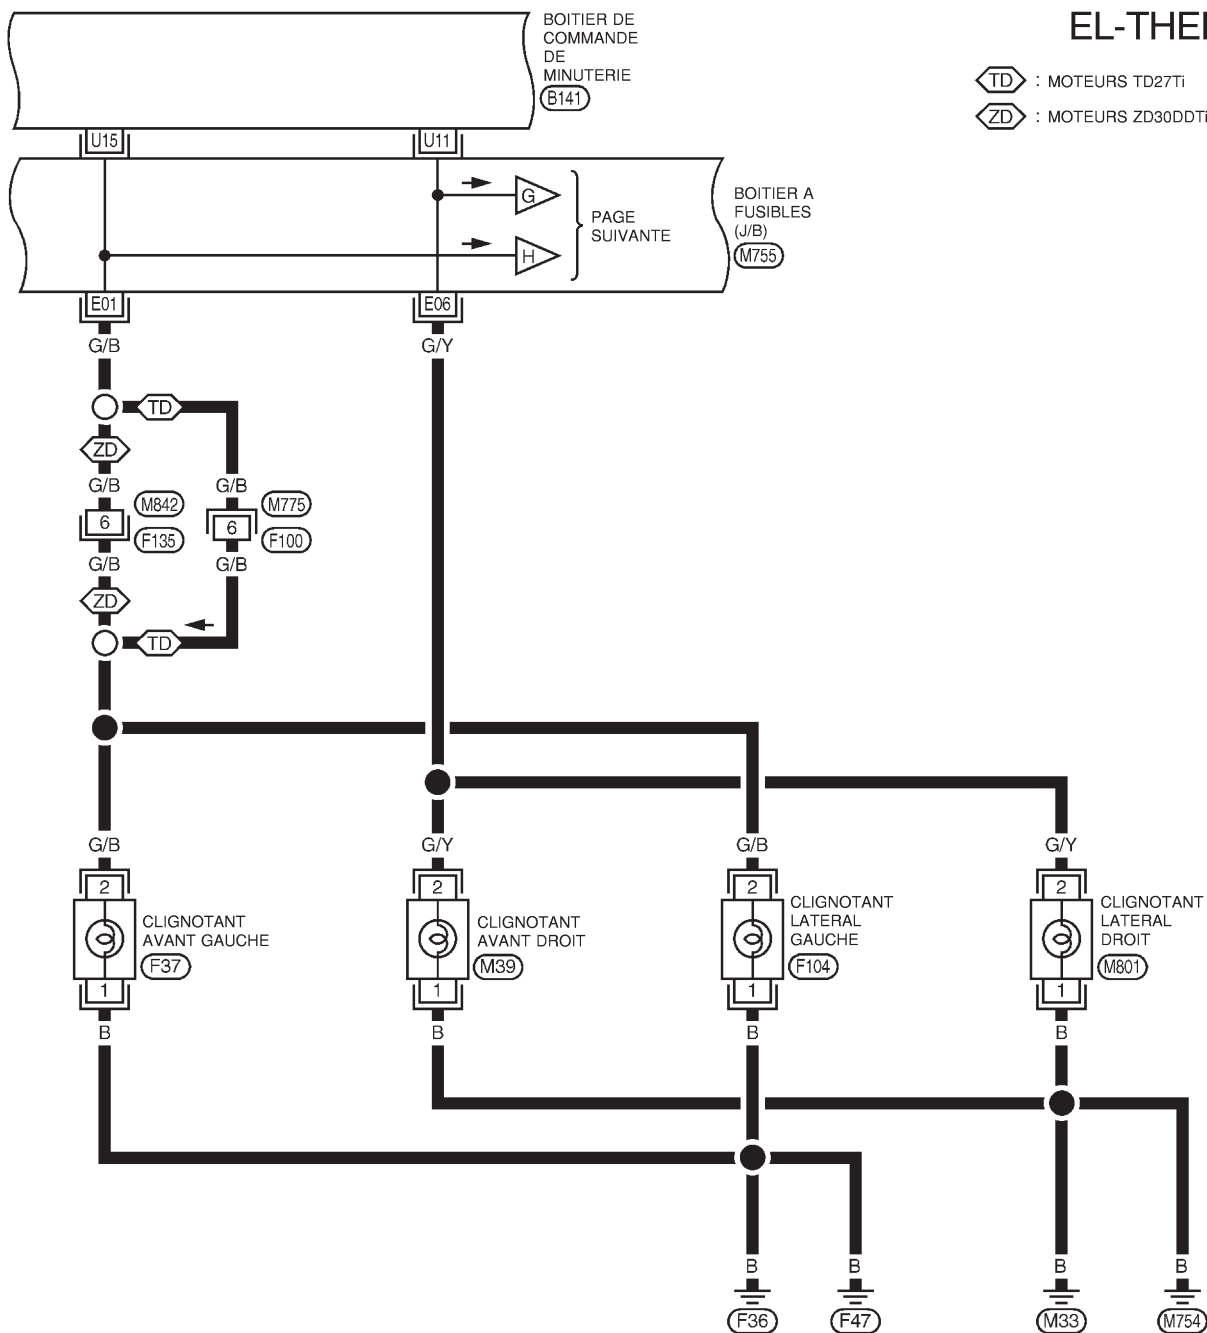 EL-THE
BOITIER DE
COMMANDE
DE
MINUTERIE
B141
TD : MOTEURS TD27Ti
ZD : MOTEURS ZD30DDTi
U15
U11
G
H
PAGE
SUIVANTE
BOITIER A
FUSIBLES
(J/B)
M755
E01
E06
G/B
G/Y
TD
ZD
G/B
G/B
6
M842
F135
6
M775
F100
G/B
G/B
ZD
TD
G/B
G/Y
G/B
G/Y
2
2
2
2
CLIGNOTANT
AVANT GAUCHE
F37
CLIGNOTANT
AVANT DROIT
M39
CLIGNOTANT
LATERAL
GAUCHE
F104
CLIGNOTANT
LATERAL
DROIT
M801
1
1
1
1
B
B
B
B
B
B
B
B
F36
F47
M33
M754